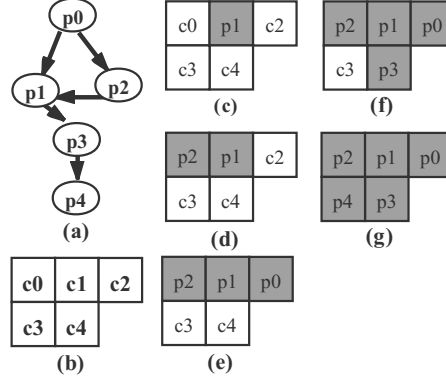 p0
p1 p2
p3
p4
(a)
c0 c1 c2
c3 c4
(b)
c0 p1 c2
c3 c4
(c)
p2 p1 c2
c3 c4
(d)
p2 p1 p0
c3 c4
(e)
p2 p1 p0
c3 p3
(f)
p2 p1 p0
p4 p3
(g)